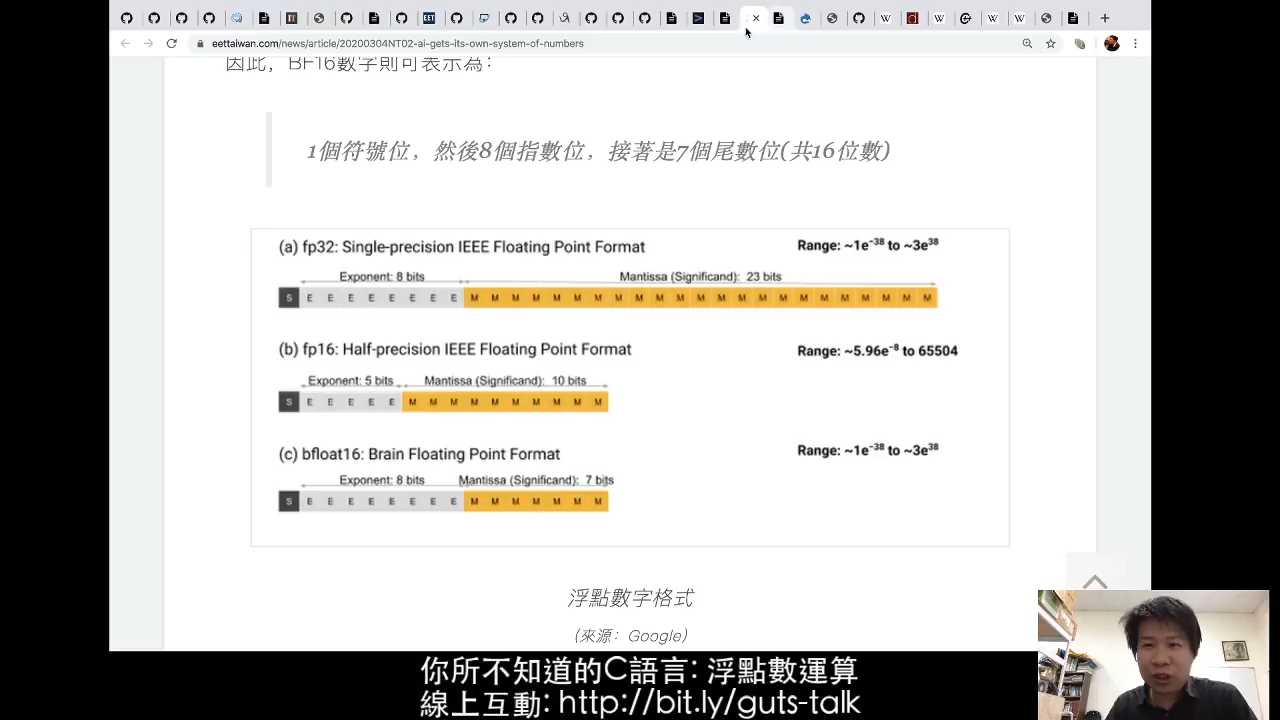 eettaiwan.com/news/article/20200304NT02-ai-gets-its-own-system-of-numbers
因此，BF16數字則可表示為：
1個符號位，然後8個指數位，接著是7個尾數位(共16位數)
(a) fp32: Single-precision IEEE Floating Point Format
Range: ~1e⁻³⁸ to ~3e³⁸
Exponent: 8 bits
Mantissa (Significand): 23 bits
S E E E E E E E E M M M M M M M M M M M M M M M M M M M M M M M
(b) fp16: Half-precision IEEE Floating Point Format
Range: ~5.96e⁻⁸ to 65504
Exponent: 5 bits
Mantissa (Significand): 10 bits
S E E E E E M M M M M M M M M M
(c) bfloat16: Brain Floating Point Format
Range: ~1e⁻³⁸ to ~3e³⁸
Exponent: 8 bits
Mantissa (Significand): 7 bits
S E E E E E E E E M M M M M M M
浮點數字格式
(來源：Google)
你所不知道的C語言: 浮點數運算
線上互動: http://bit.ly/guts-talk